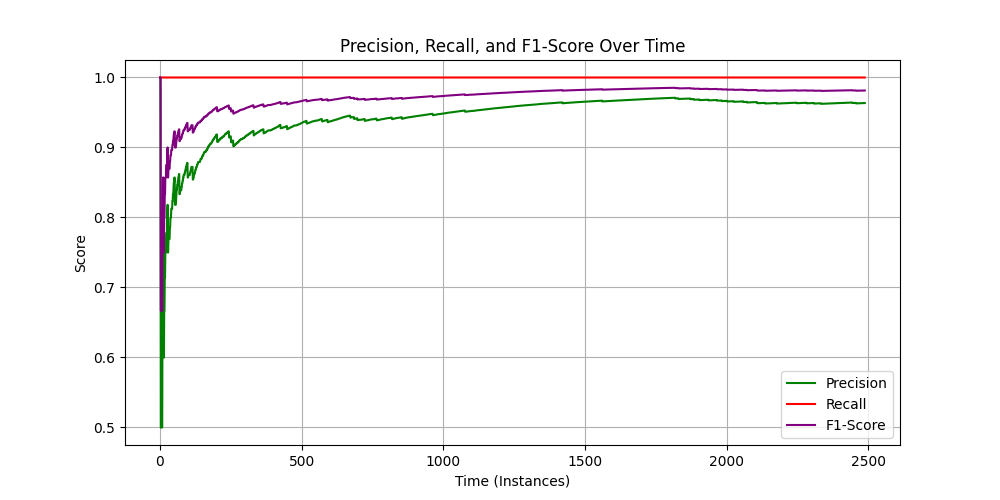 Precision, Recall, and F1-Score Over Time
1.0
0.9
0.8
0.7
0.6
0.5
Score
0 500 1000 1500 2000 2500
Time (Instances)
Precision
Recall
F1-Score